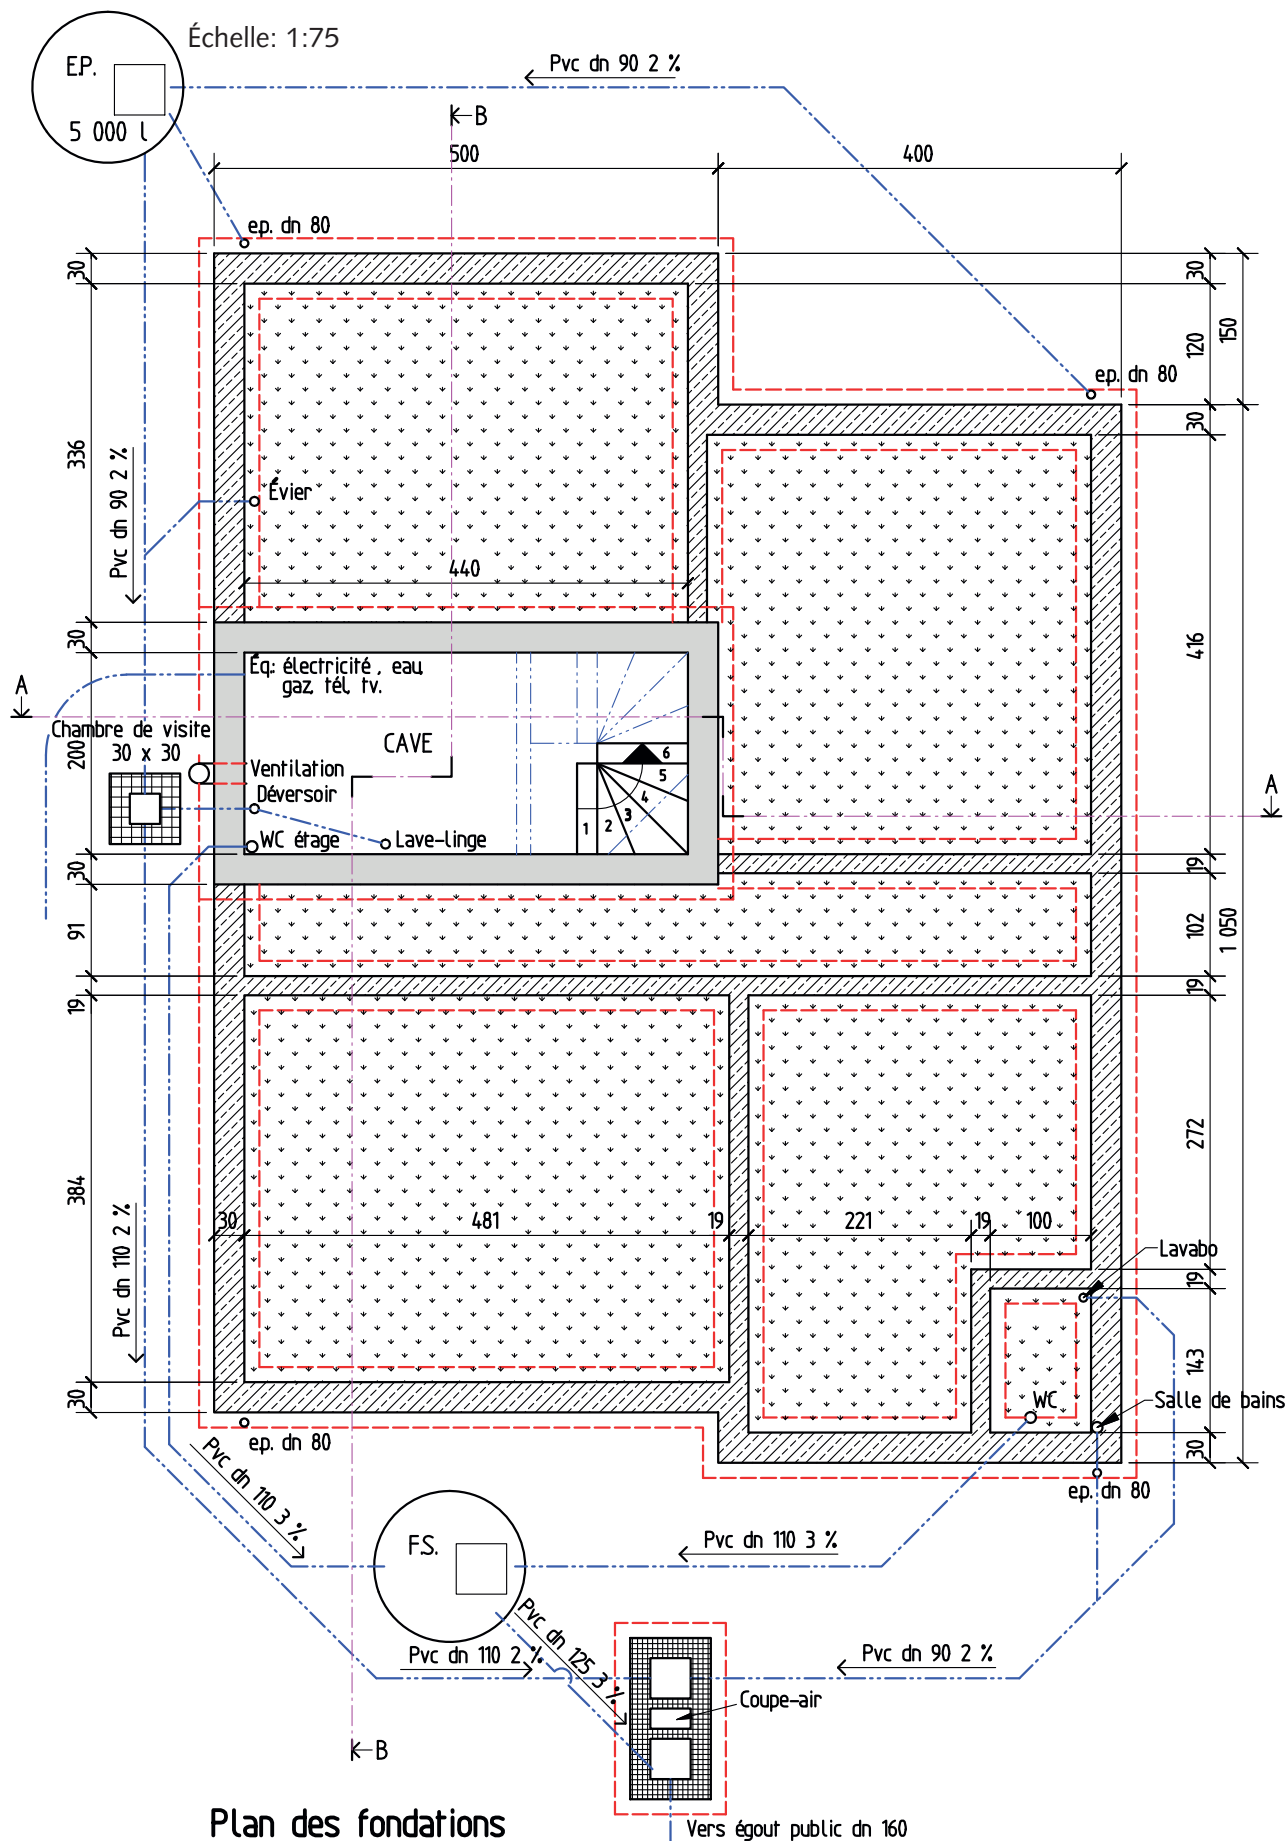 Échelle: 1:75
E.P.
5 000 l
Pvc dn 90 2 %
B
500
400
ep. dn 80
30
30
150
120
ep. dn 80
30
336
Pvc dn 90 2 %
Évier
440
416
30
Éq.: électricité, eau,
gaz, tél, tv.
A
Chambre de visite
30 x 30
200
CAVE
Ventilation
Déversoir
WC étage
Lave-linge
1
2
3
4
5
6
A
30
19
91
102
1 050
19
19
384
272
30
481
19
221
19
100
Pvc dn 110 2 %
Lavabo
19
143
WC
Salle de bains
30
30
ep. dn 80
ep. dn 80
Pvc dn 110 3 %
F.S.
Pvc dn 110 3 %
Pvc dn 125 3 %
Pvc dn 110 2 %
Pvc dn 90 2 %
Coupe-air
B
Plan des fondations
Vers égout public dn 160